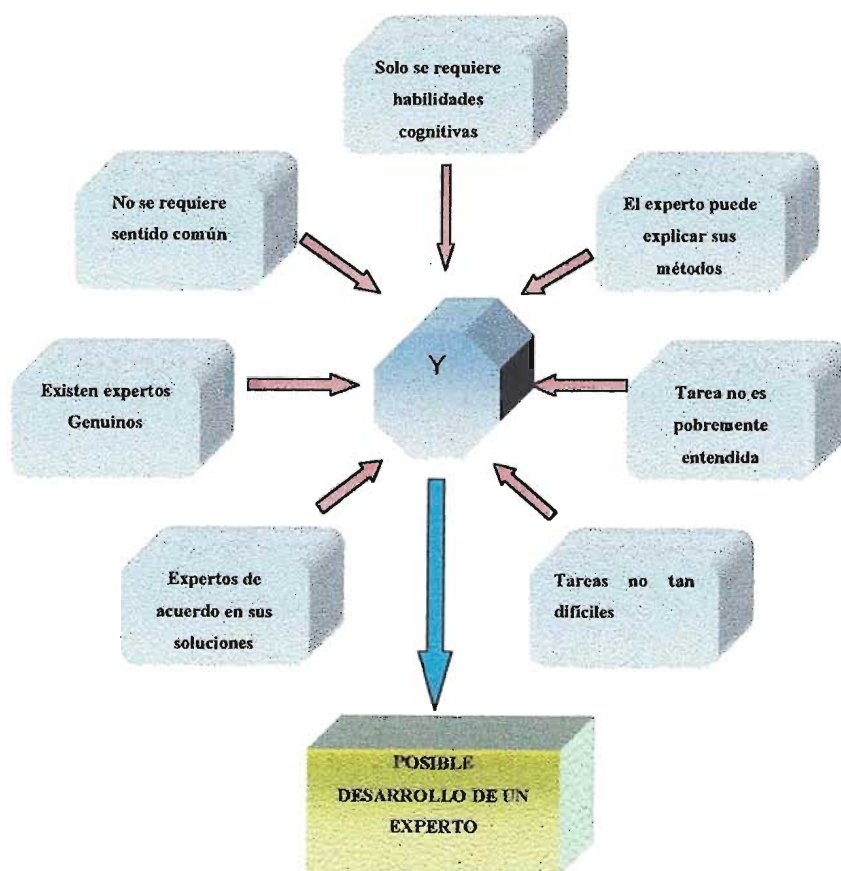 Solo se requiere
habilidades
cognitivas
No se requiere
sentido común
El experto puede
explicar sus
métodos
Y
Existen expertos
Genuinos
Tarea no es
pobremente
entendida
Expertos de
acuerdo en sus
soluciones
Tareas no tan
difíciles
POSIBLE
DESARROLLO DE UN
EXPERTO